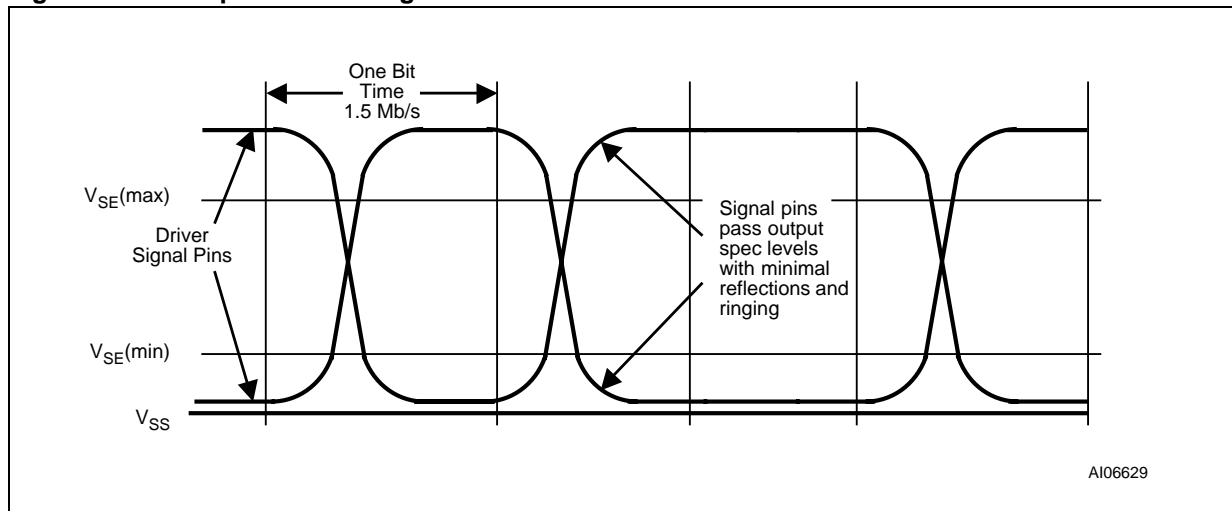 One Bit
Time
1.5 Mb/s
V_SE(max)
Driver
Signal Pins
Signal pins
pass output
spec levels
with minimal
reflections and
ringing
V_SE(min)
V_SS
AI06629